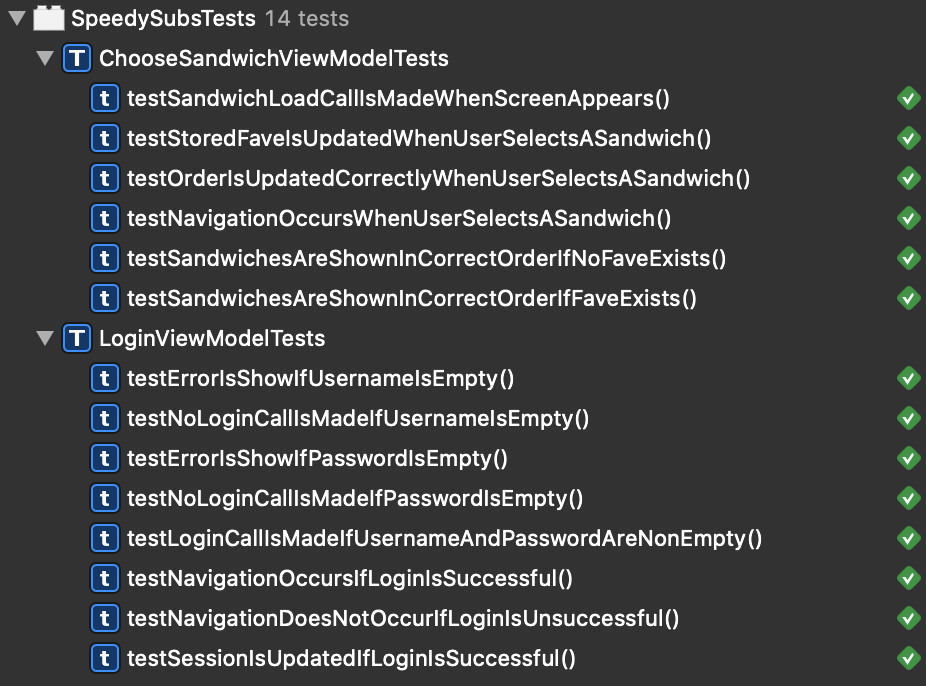 SpeedySubsTests 14 tests
T ChooseSandwichViewModelTests
t testSandwichLoadCallIsMadeWhenScreenAppears()
t testStoredFaveIsUpdatedWhenUserSelectsASandwich()
t testOrderIsUpdatedCorrectlyWhenUserSelectsASandwich()
t testNavigationOccursWhenUserSelectsASandwich()
t testSandwichesAreShownInCorrectOrderIfNoFaveExists()
t testSandwichesAreShownInCorrectOrderIfFaveExists()
T LoginViewModelTests
t testErrorIsShowIfUsernameIsEmpty()
t testNoLoginCallIsMadeIfUsernameIsEmpty()
t testErrorIsShowIfPasswordIsEmpty()
t testNoLoginCallIsMadeIfPasswordIsEmpty()
t testLoginCallIsMadeIfUsernameAndPasswordAreNonEmpty()
t testNavigationOccursIfLoginIsSuccessful()
t testNavigationDoesNotOccurIfLoginIsUnsuccessful()
t testSessionIsUpdatedIfLoginIsSuccessful()